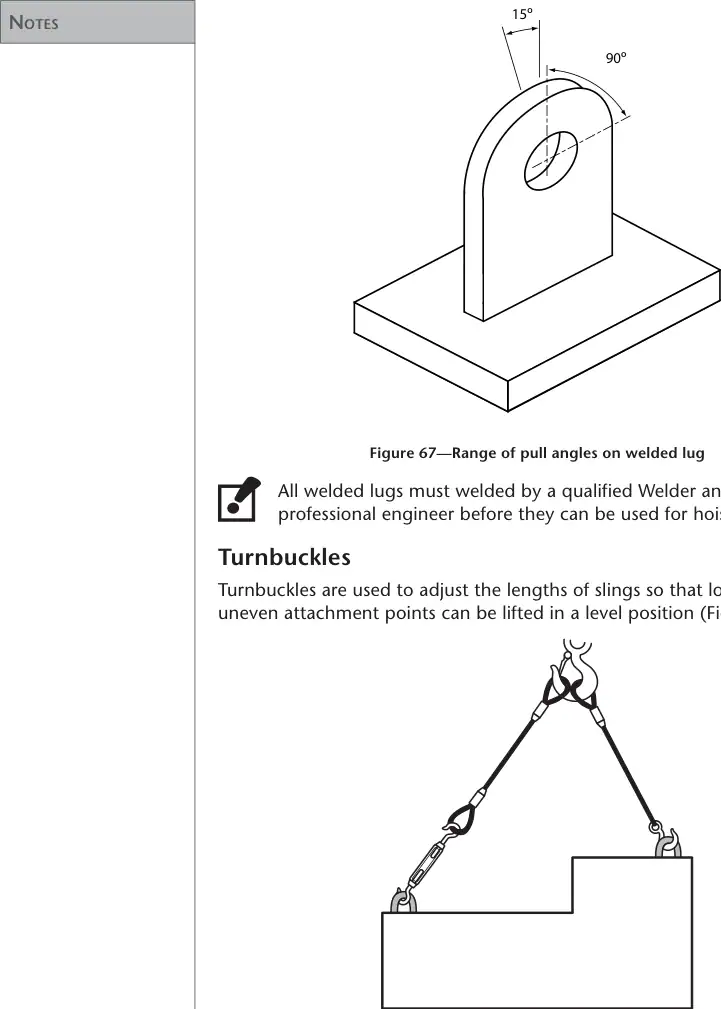 NOTES
15º
90º
Figure 67—Range of pull angles on welded lug
All welded lugs must welded by a qualified Welder an
professional engineer before they can be used for hois
Turnbuckles
Turnbuckles are used to adjust the lengths of slings so that lo
uneven attachment points can be lifted in a level position (Fi